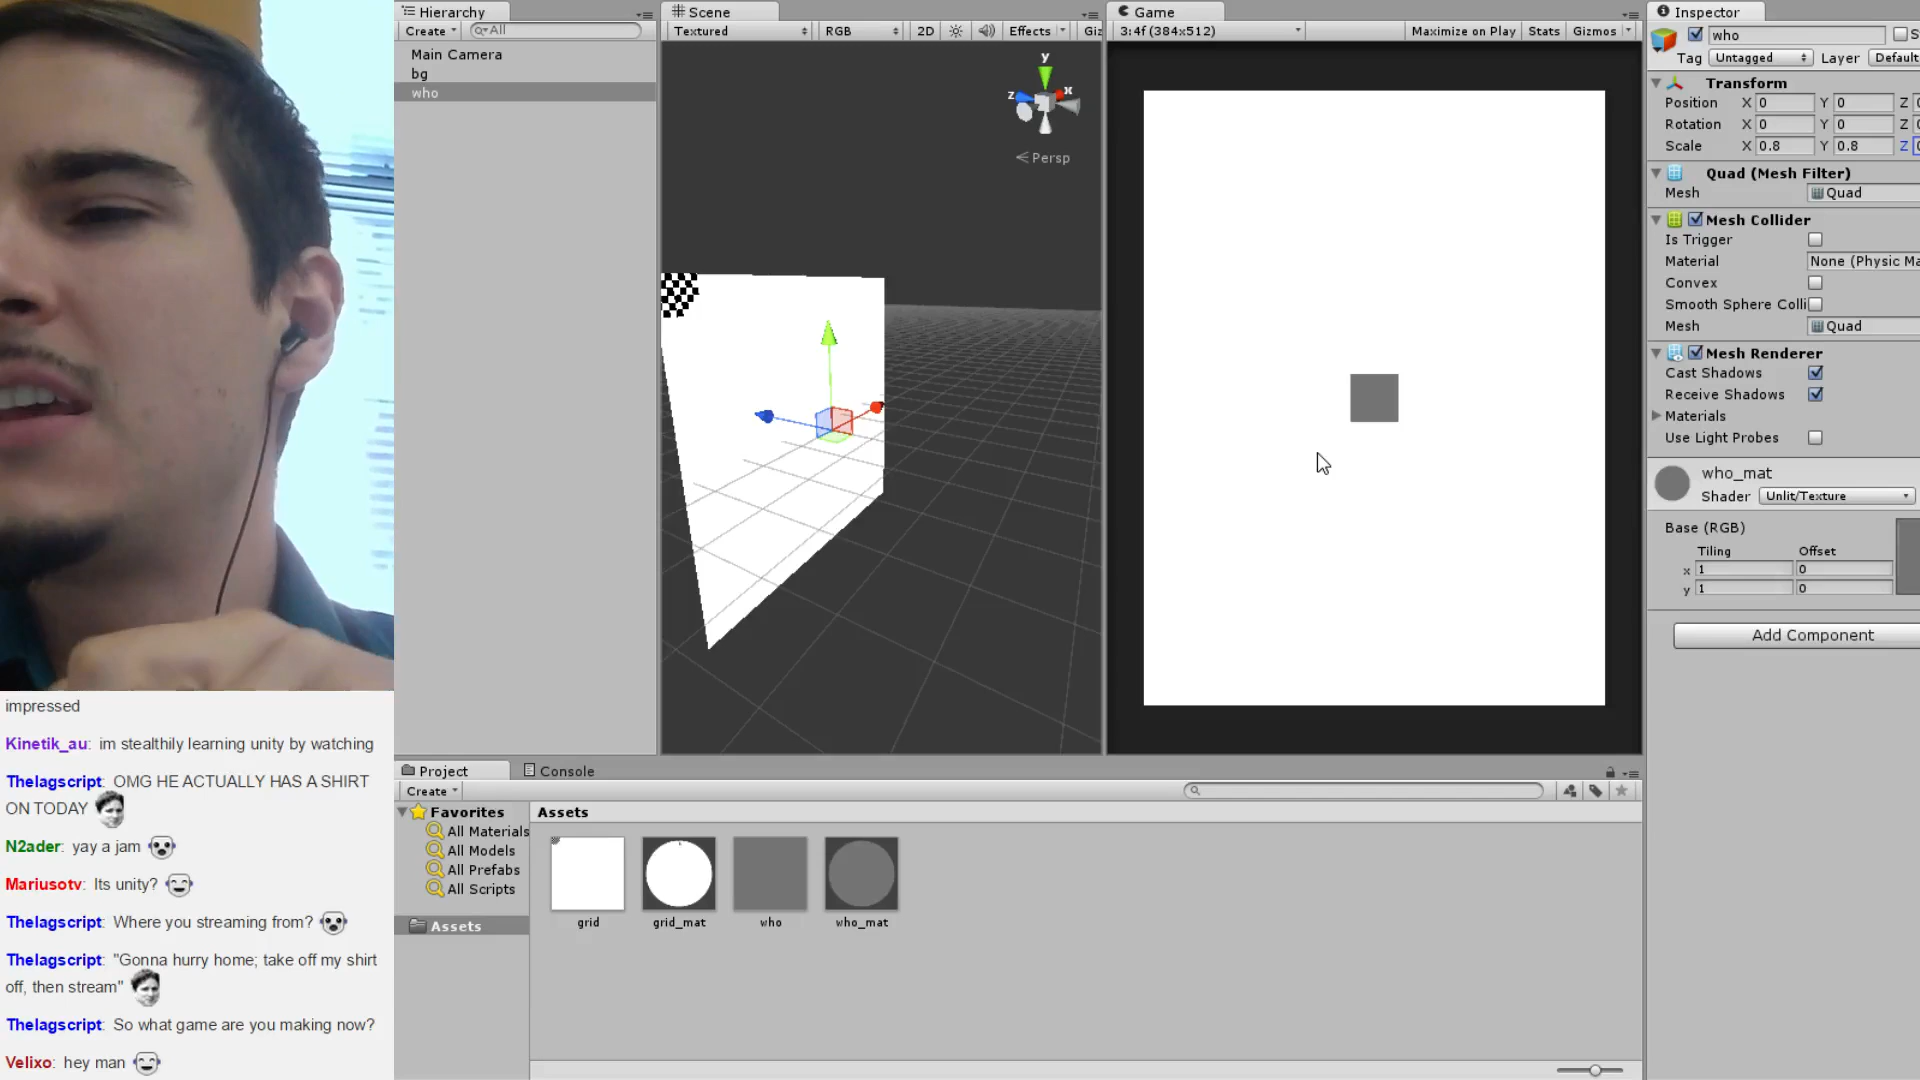 Hierarchy
Create
All
Main Camera
bg
who
Scene
Textured
RGB
2D
Effects
Giz
y
x
z
Persp
Game
3:4f (384x512)
Maximize on Play
Stats
Gizmos
Inspector
who
S
Tag
Untagged
Layer
Default
Transform
Position X 0 Y 0 Z
Rotation X 0 Y 0 Z
Scale X 0.8 Y 0.8 Z
Quad (Mesh Filter)
Mesh Quad
Mesh Collider
Is Trigger
Material None (Physic Ma
Convex
Smooth Sphere Colli
Mesh Quad
Mesh Renderer
Cast Shadows
Receive Shadows
Materials
Use Light Probes
who_mat
Shader Unlit/Texture
Base (RGB)
Tiling Offset
x 1 0
y 1 0
Add Component
impressed
Kinetik_au: im stealthily learning unity by watching
Thelagscript: OMG HE ACTUALLY HAS A SHIRT
ON TODAY
N2ader: yay a jam
Mariusotv: Its unity?
Thelagscript: Where you streaming from?
Thelagscript: "Gonna hurry home; take off my shirt
off, then stream"
Thelagscript: So what game are you making now?
Velixo: hey man
Project
Console
Create
Favorites
All Materials
All Models
All Prefabs
All Scripts
Assets
Assets
grid
grid_mat
who
who_mat